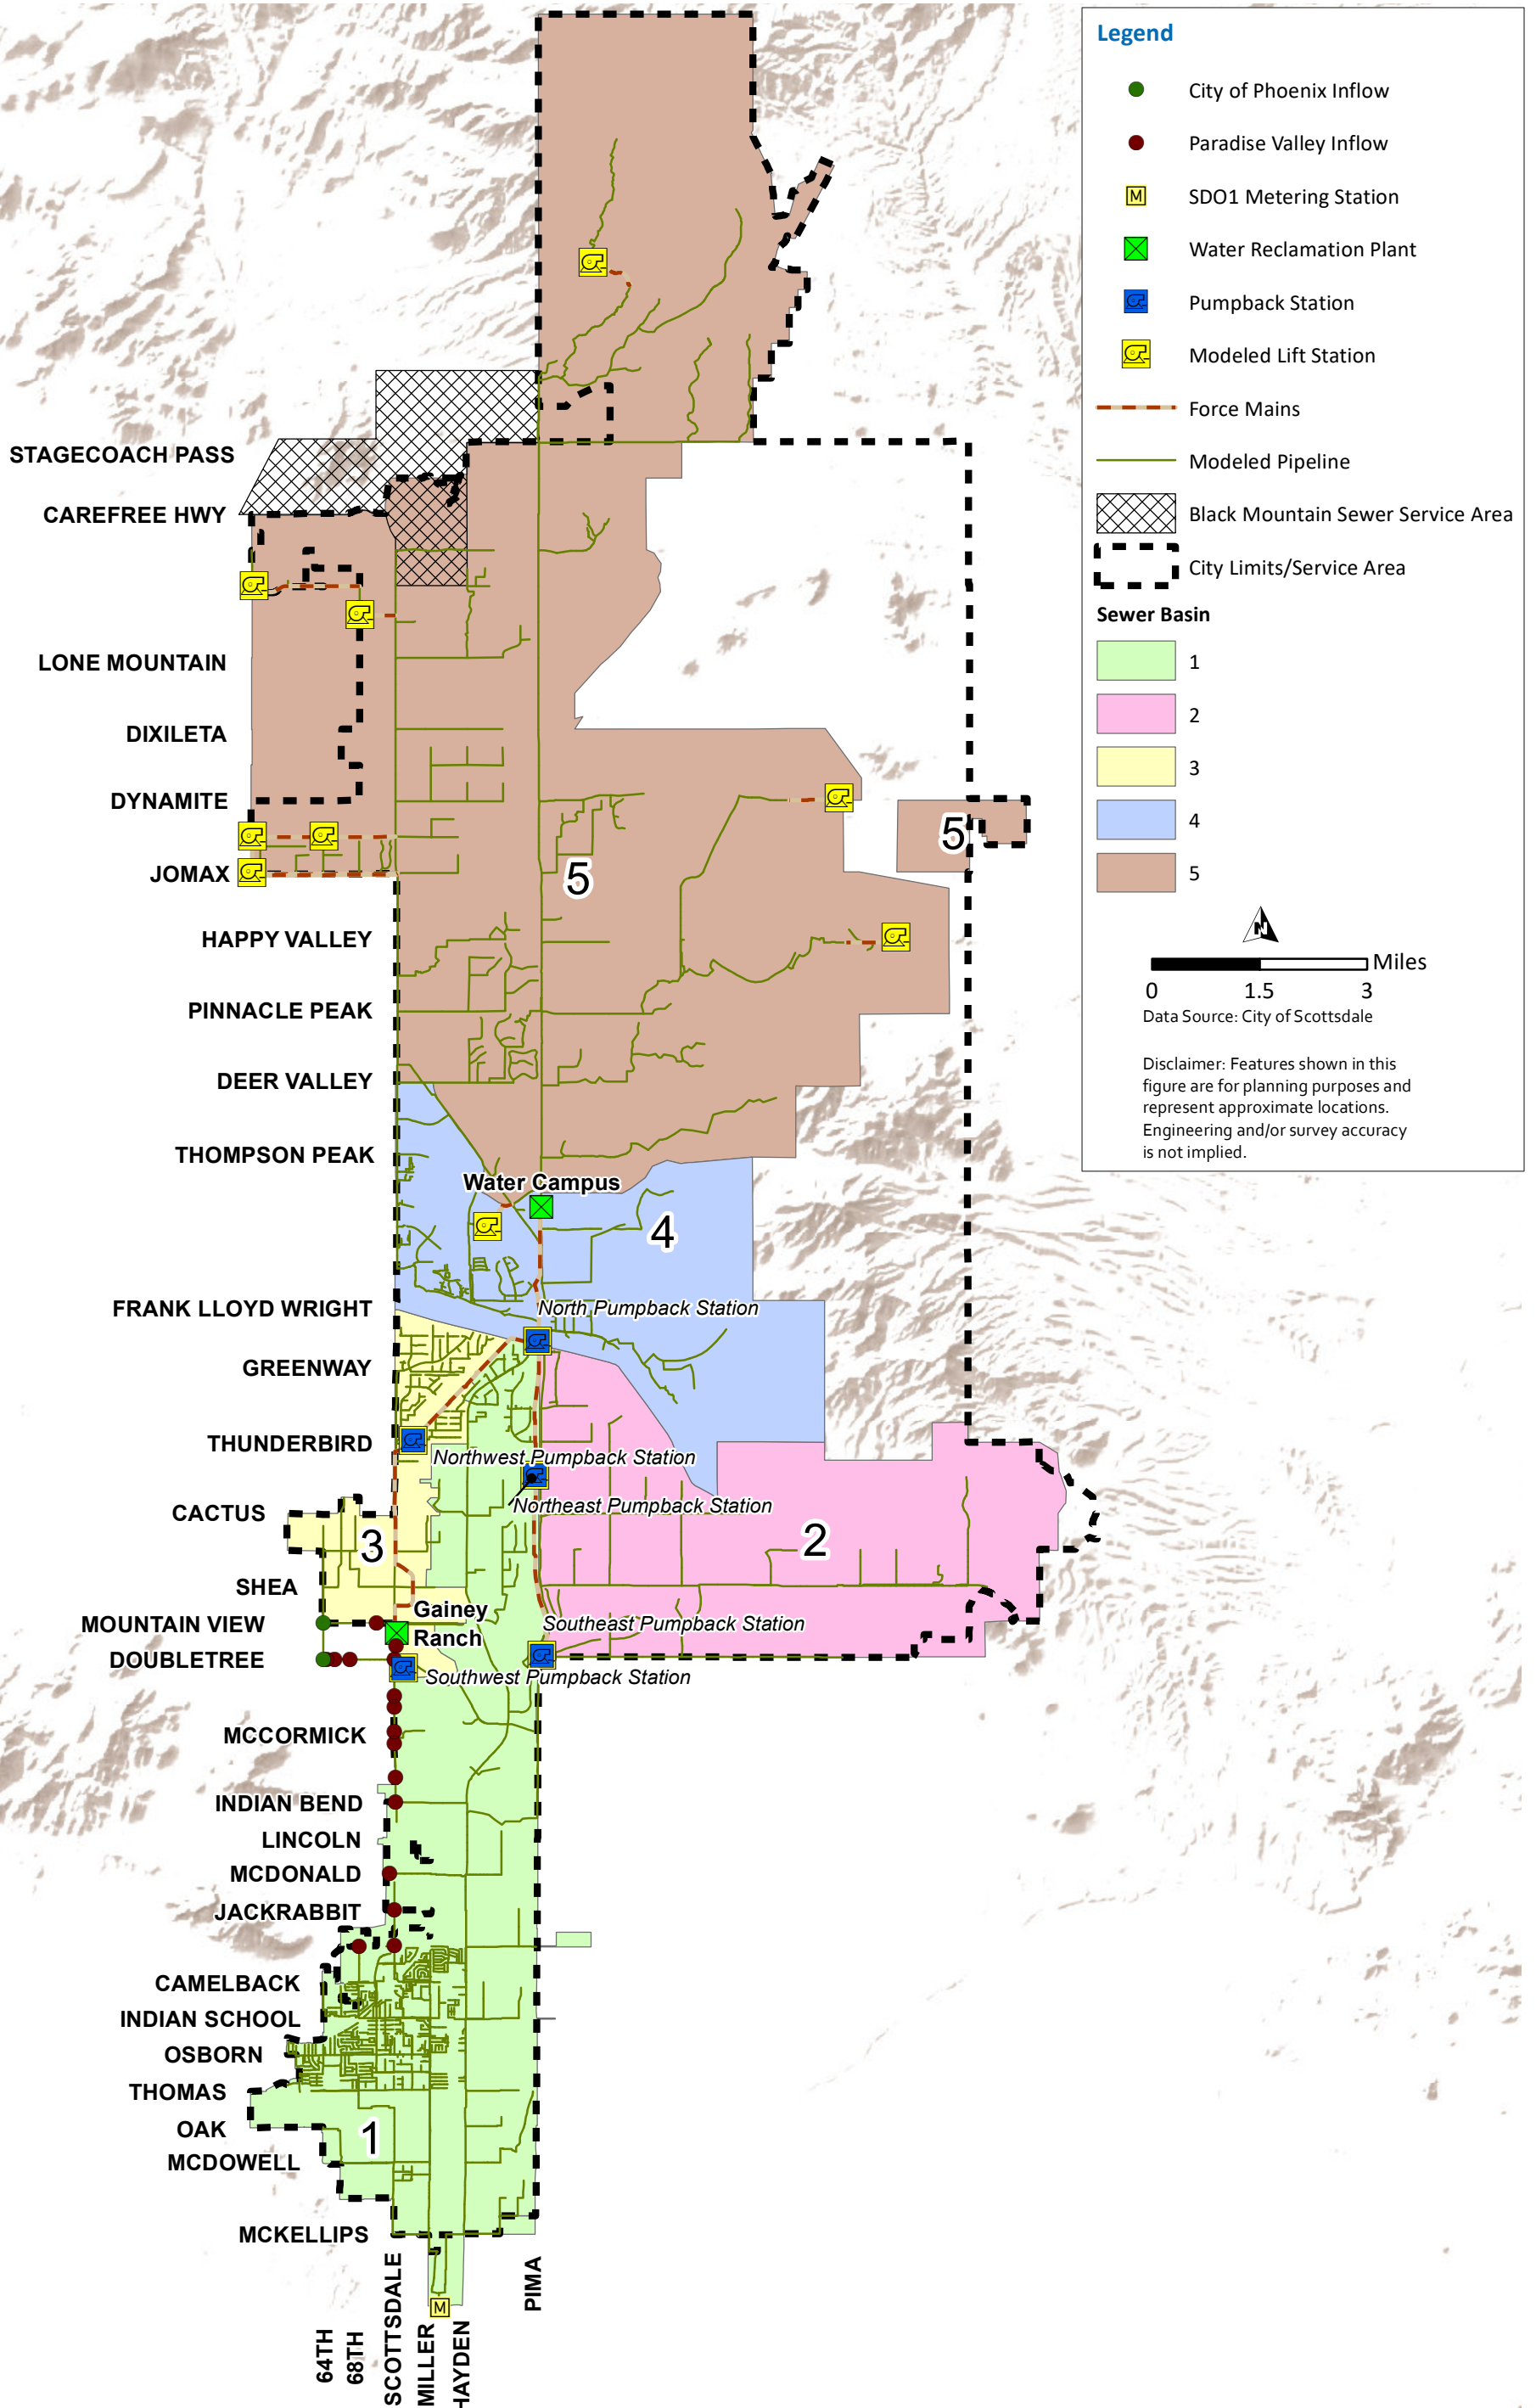 Legend
City of Phoenix Inflow
Paradise Valley Inflow
M
SDO1 Metering Station
Water Reclamation Plant
Pumpback Station
Modeled Lift Station
Force Mains
Modeled Pipeline
Black Mountain Sewer Service Area
City Limits/Service Area
Sewer Basin
1
2
3
4
5
N
Miles
0 1.5 3
Data Source: City of Scottsdale
Disclaimer: Features shown in this
figure are for planning purposes and
represent approximate locations.
Engineering and/or survey accuracy
is not implied.
STAGECOACH PASS
CAREFREE HWY
LONE MOUNTAIN
DIXILETA
DYNAMITE
5
JOMAX
5
HAPPY VALLEY
PINNACLE PEAK
DEER VALLEY
THOMPSON PEAK
Water Campus
4
FRANK LLOYD WRIGHT
North Pumpback Station
GREENWAY
THUNDERBIRD
Northwest Pumpback Station
Northeast Pumpback Station
CACTUS
3
2
SHEA
Gainey
Ranch
MOUNTAIN VIEW
Southeast Pumpback Station
DOUBLETREE
Southwest Pumpback Station
MCCORMICK
INDIAN BEND
LINCOLN
MCDONALD
JACKRABBIT
CAMELBACK
INDIAN SCHOOL
OSBORN
THOMAS
OAK
1
MCDOWELL
MCKELLIPS
M
64TH
68TH
SCOTTSDALE
MILLER
HAYDEN
PIMA